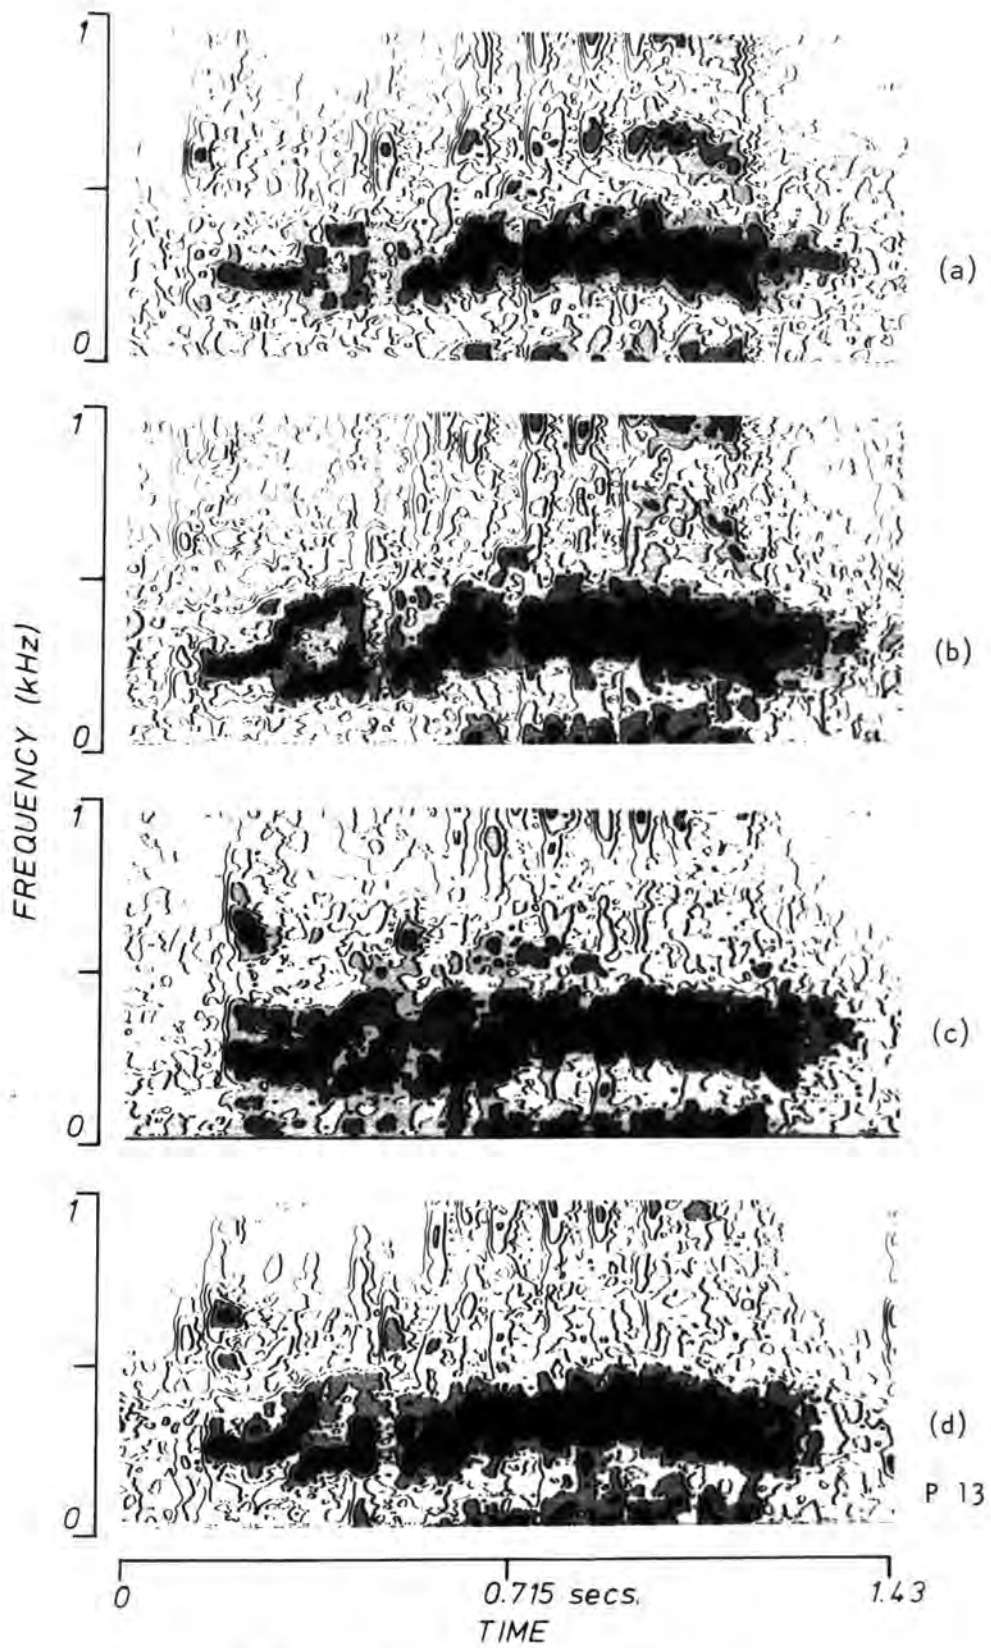 1
0
(a)
1
0
(b)
FREQUENCY (kHz)
1
0
(c)
1
0
(d)
P 13
0 0.715 secs. 1.43
TIME